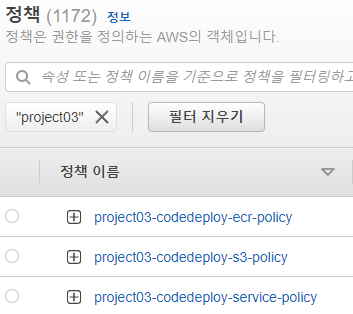 정책 (1172) 정보
정책은 권한을 정의하는 AWS의 객체입니다.
속성 또는 정책 이름을 기준으로 정책을 필터링하고
"project03" 필터 지우기
정책 이름
project03-codedeploy-ecr-policy
project03-codedeploy-s3-policy
project03-codedeploy-service-policy